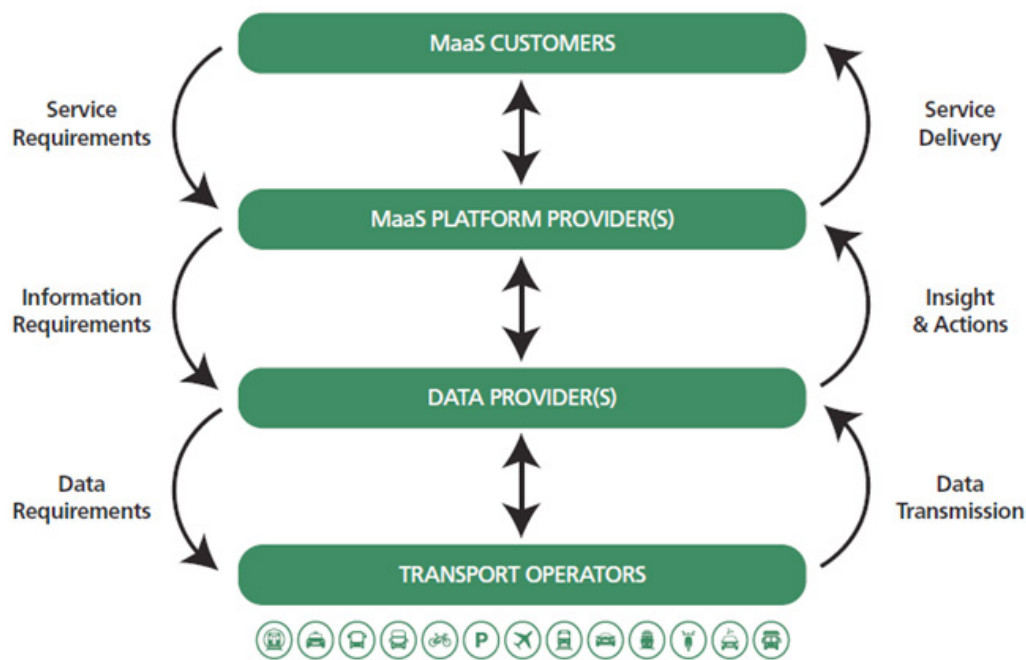 MaaS CUSTOMERS
Service
Requirements
Service
Delivery
MaaS PLATFORM PROVIDER(S)
Information
Requirements
Insight
& Actions
DATA PROVIDER(S)
Data
Requirements
Data
Transmission
TRANSPORT OPERATORS
P